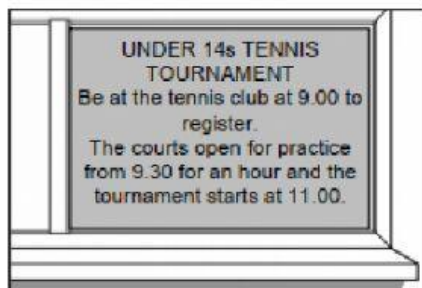 UNDER 14s TENNIS
TOURNAMENT
Be at the tennis club at 9.00 to
register.
The courts open for practice
from 9.30 for an hour and the
tournament starts at 11.00.